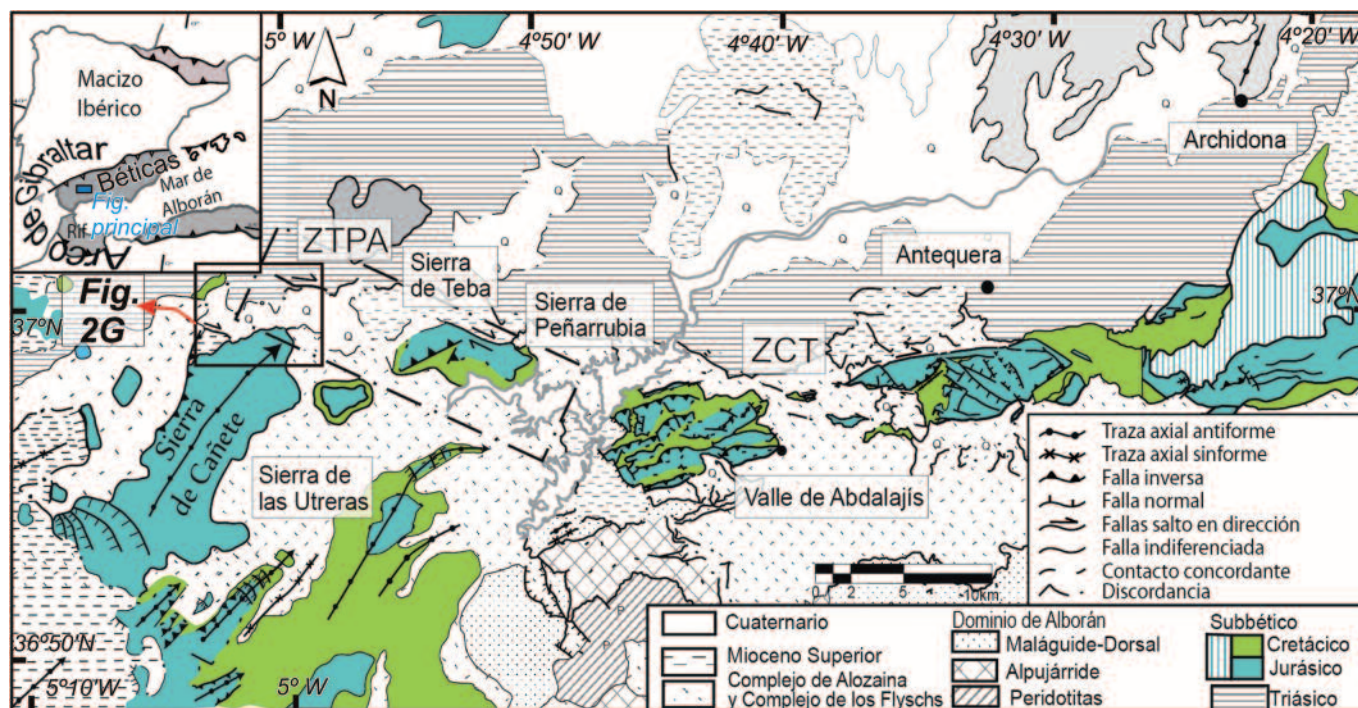 5º W
4º50' W
4º40' W
4º30' W
4º20' W
Macizo
Ibérico
N
Q
Archidona
Arco de Gibraltar
Béticas
Mar de
Alborán
Fig.
principal
Rif
ZTPA
Sierra
de Teba
Antequera
Fig.
2G
Sierra de
Peñarrubia
37ºN
37ºN
ZCT
Sierra
de Cañete
Sierra de
las Utreras
Valle de Abdalajís
Traza axial antiforme
Traza axial sinforme
Falla inversa
Falla normal
Fallas salto en dirección
Falla indiferenciada
Contacto concordante
Discordancia
0 2 5 10km
P
P
Cuaternario
Mioceno Superior
Complejo de Alozaina
y Complejo de los Flyschs
Dominio de Alborán
Maláguide-Dorsal
Alpujárride
Peridotitas
Subbético
Cretácico
Jurásico
Triásico
36º50'N
5º10' W
5º W